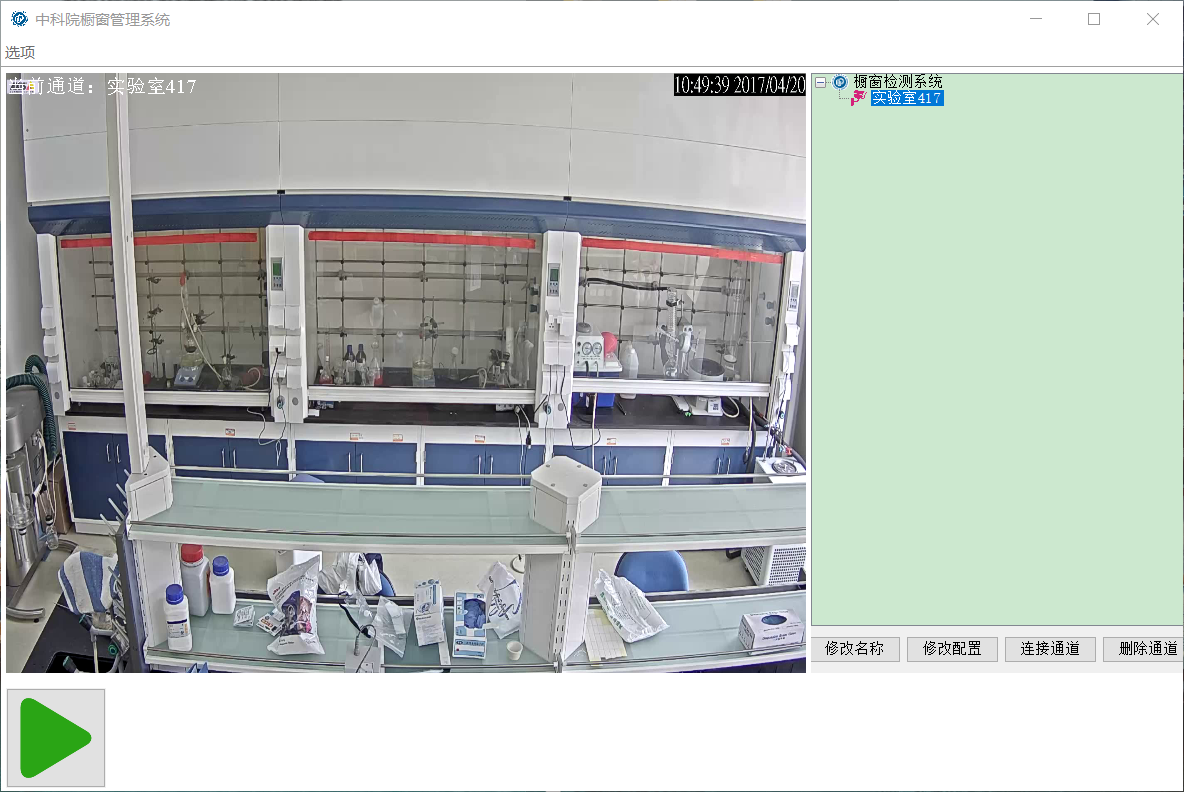 中科院橱窗管理系统
选项
当前通道：实验室417
10:49:39 2017/04/20
橱窗检测系统
实验室417
修改名称
修改配置
连接通道
删除通道